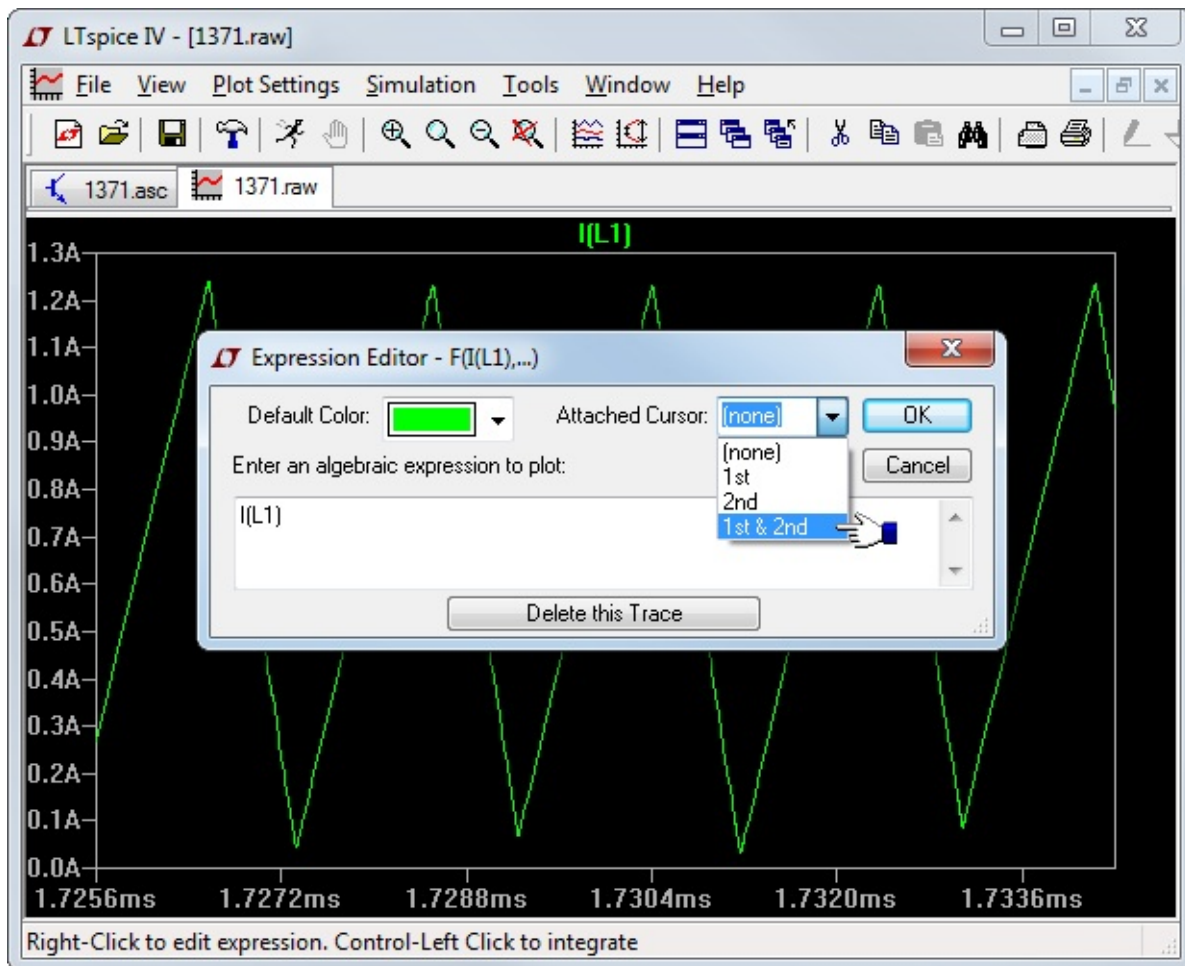 LTspice IV - [1371.raw]
File View Plot Settings Simulation Tools Window Help
1371.asc 1371.raw
I(L1)
1.3A
1.2A
1.1A
1.0A
0.9A
0.8A
0.7A
0.6A
0.5A
0.4A
0.3A
0.2A
0.1A
0.0A
Expression Editor - F(I(L1),...)
Default Color: Attached Cursor: (none) OK
(none)
1st
2nd
1st & 2nd
Cancel
Enter an algebraic expression to plot:
I(L1)
Delete this Trace
1.7256ms 1.7272ms 1.7288ms 1.7304ms 1.7320ms 1.7336ms
Right-Click to edit expression. Control-Left Click to integrate